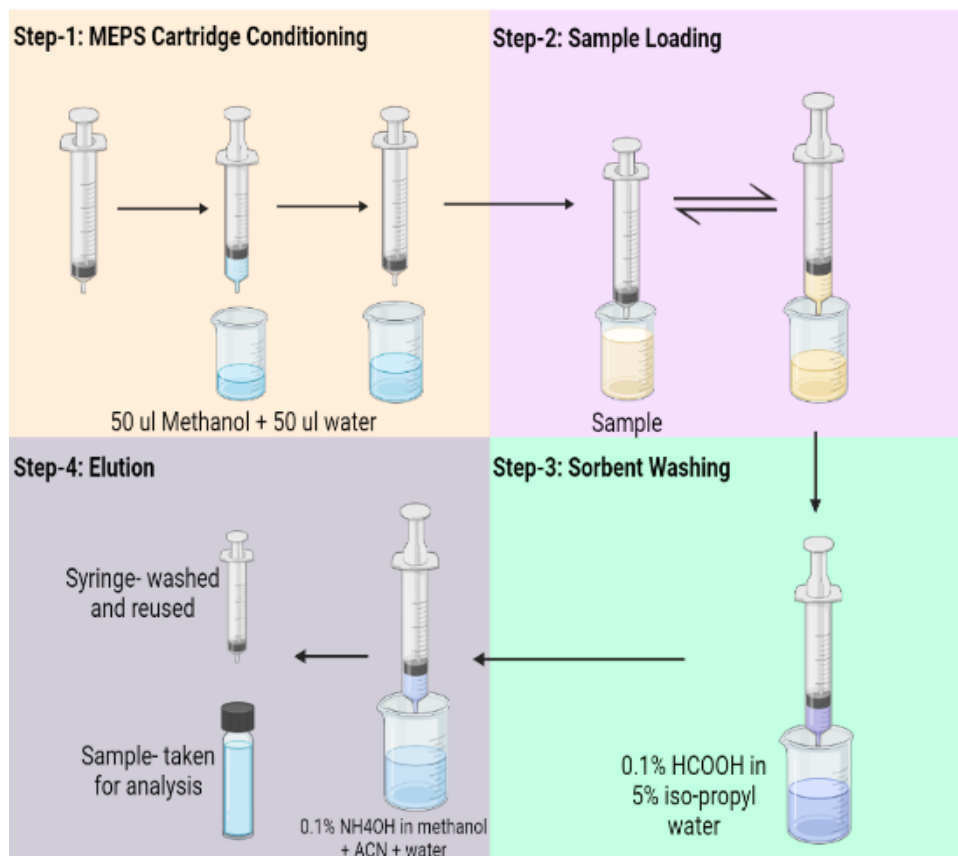 Step-1: MEPS Cartridge Conditioning
50 ul Methanol + 50 ul water
Step-2: Sample Loading
Sample
Step-3: Sorbent Washing
0.1% HCOOH in
5% iso-propyl
water
Step-4: Elution
0.1% NH4OH in methanol
+ ACN + water
Syringe- washed
and reused
Sample- taken
for analysis